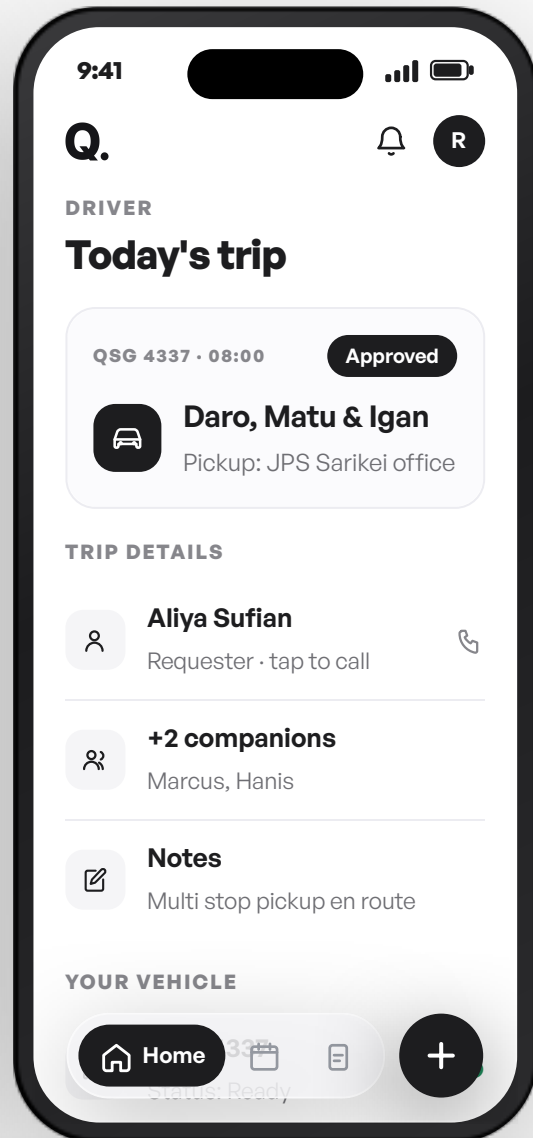 9:41
Q.
R
DRIVER
Today's trip
QSG 4337 · 08:00
Approved
Daro, Matu & Igan
Pickup: JPS Sarikei office
TRIP DETAILS
Aliya Sufian
Requester · tap to call
+2 companions
Marcus, Hanis
Notes
Multi stop pickup en route
YOUR VEHICLE
Home
Status: Ready